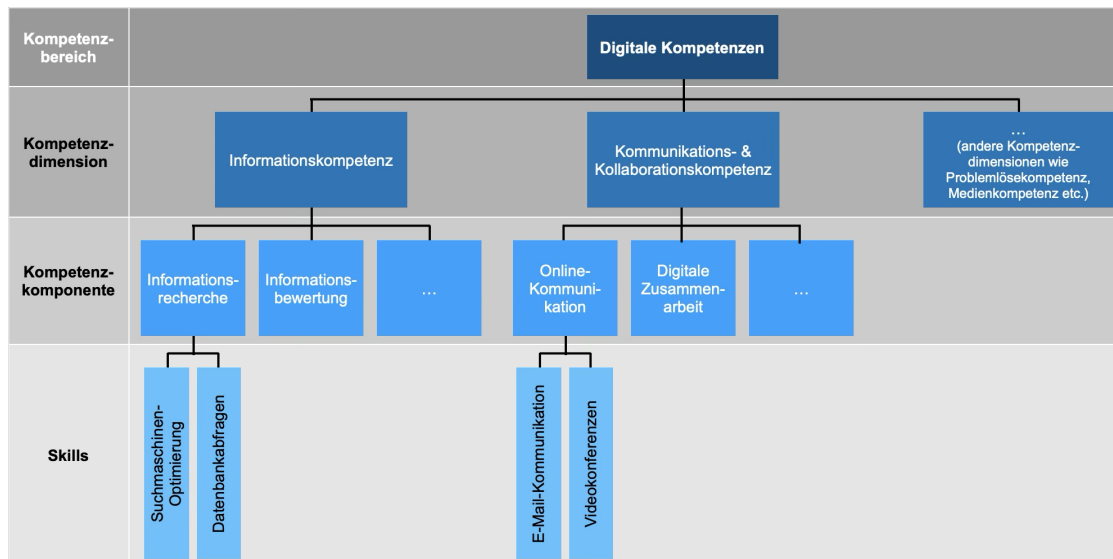 Kompetenz-
bereich
Digitale Kompetenzen
Kompetenz-
dimension
Informationskompetenz
Kommunikations- &
Kollaborationskompetenz
...
(andere Kompetenz-
dimensionen wie
Problemlösekompetenz,
Medienkompetenz etc.)
Kompetenz-
komponente
Informations-
recherche
Informations-
bewertung
...
Online-
Kommuni-
kation
Digitale
Zusammen-
arbeit
...
Skills
Suchmaschinen-
Optimierung
Datenbankabfragen
E-Mail-Kommunikation
Videokonferenzen